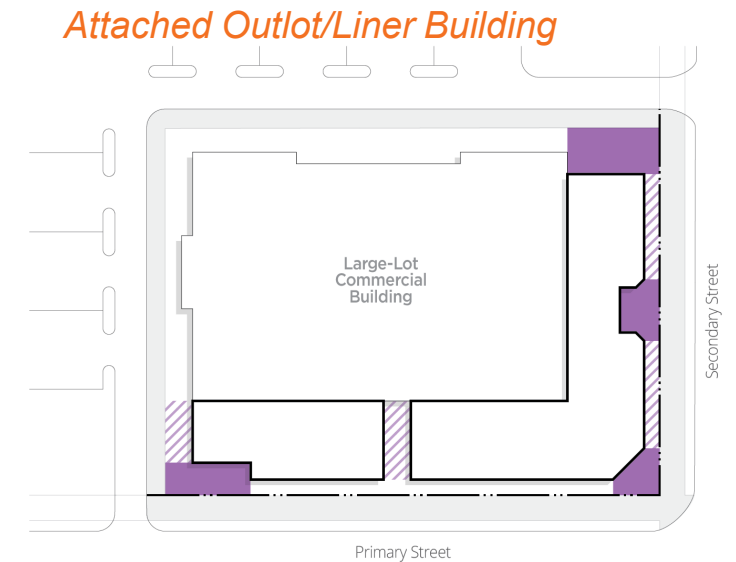 Attached Outlot/Liner Building
Large-Lot
Commercial
Building
Secondary Street
Primary Street